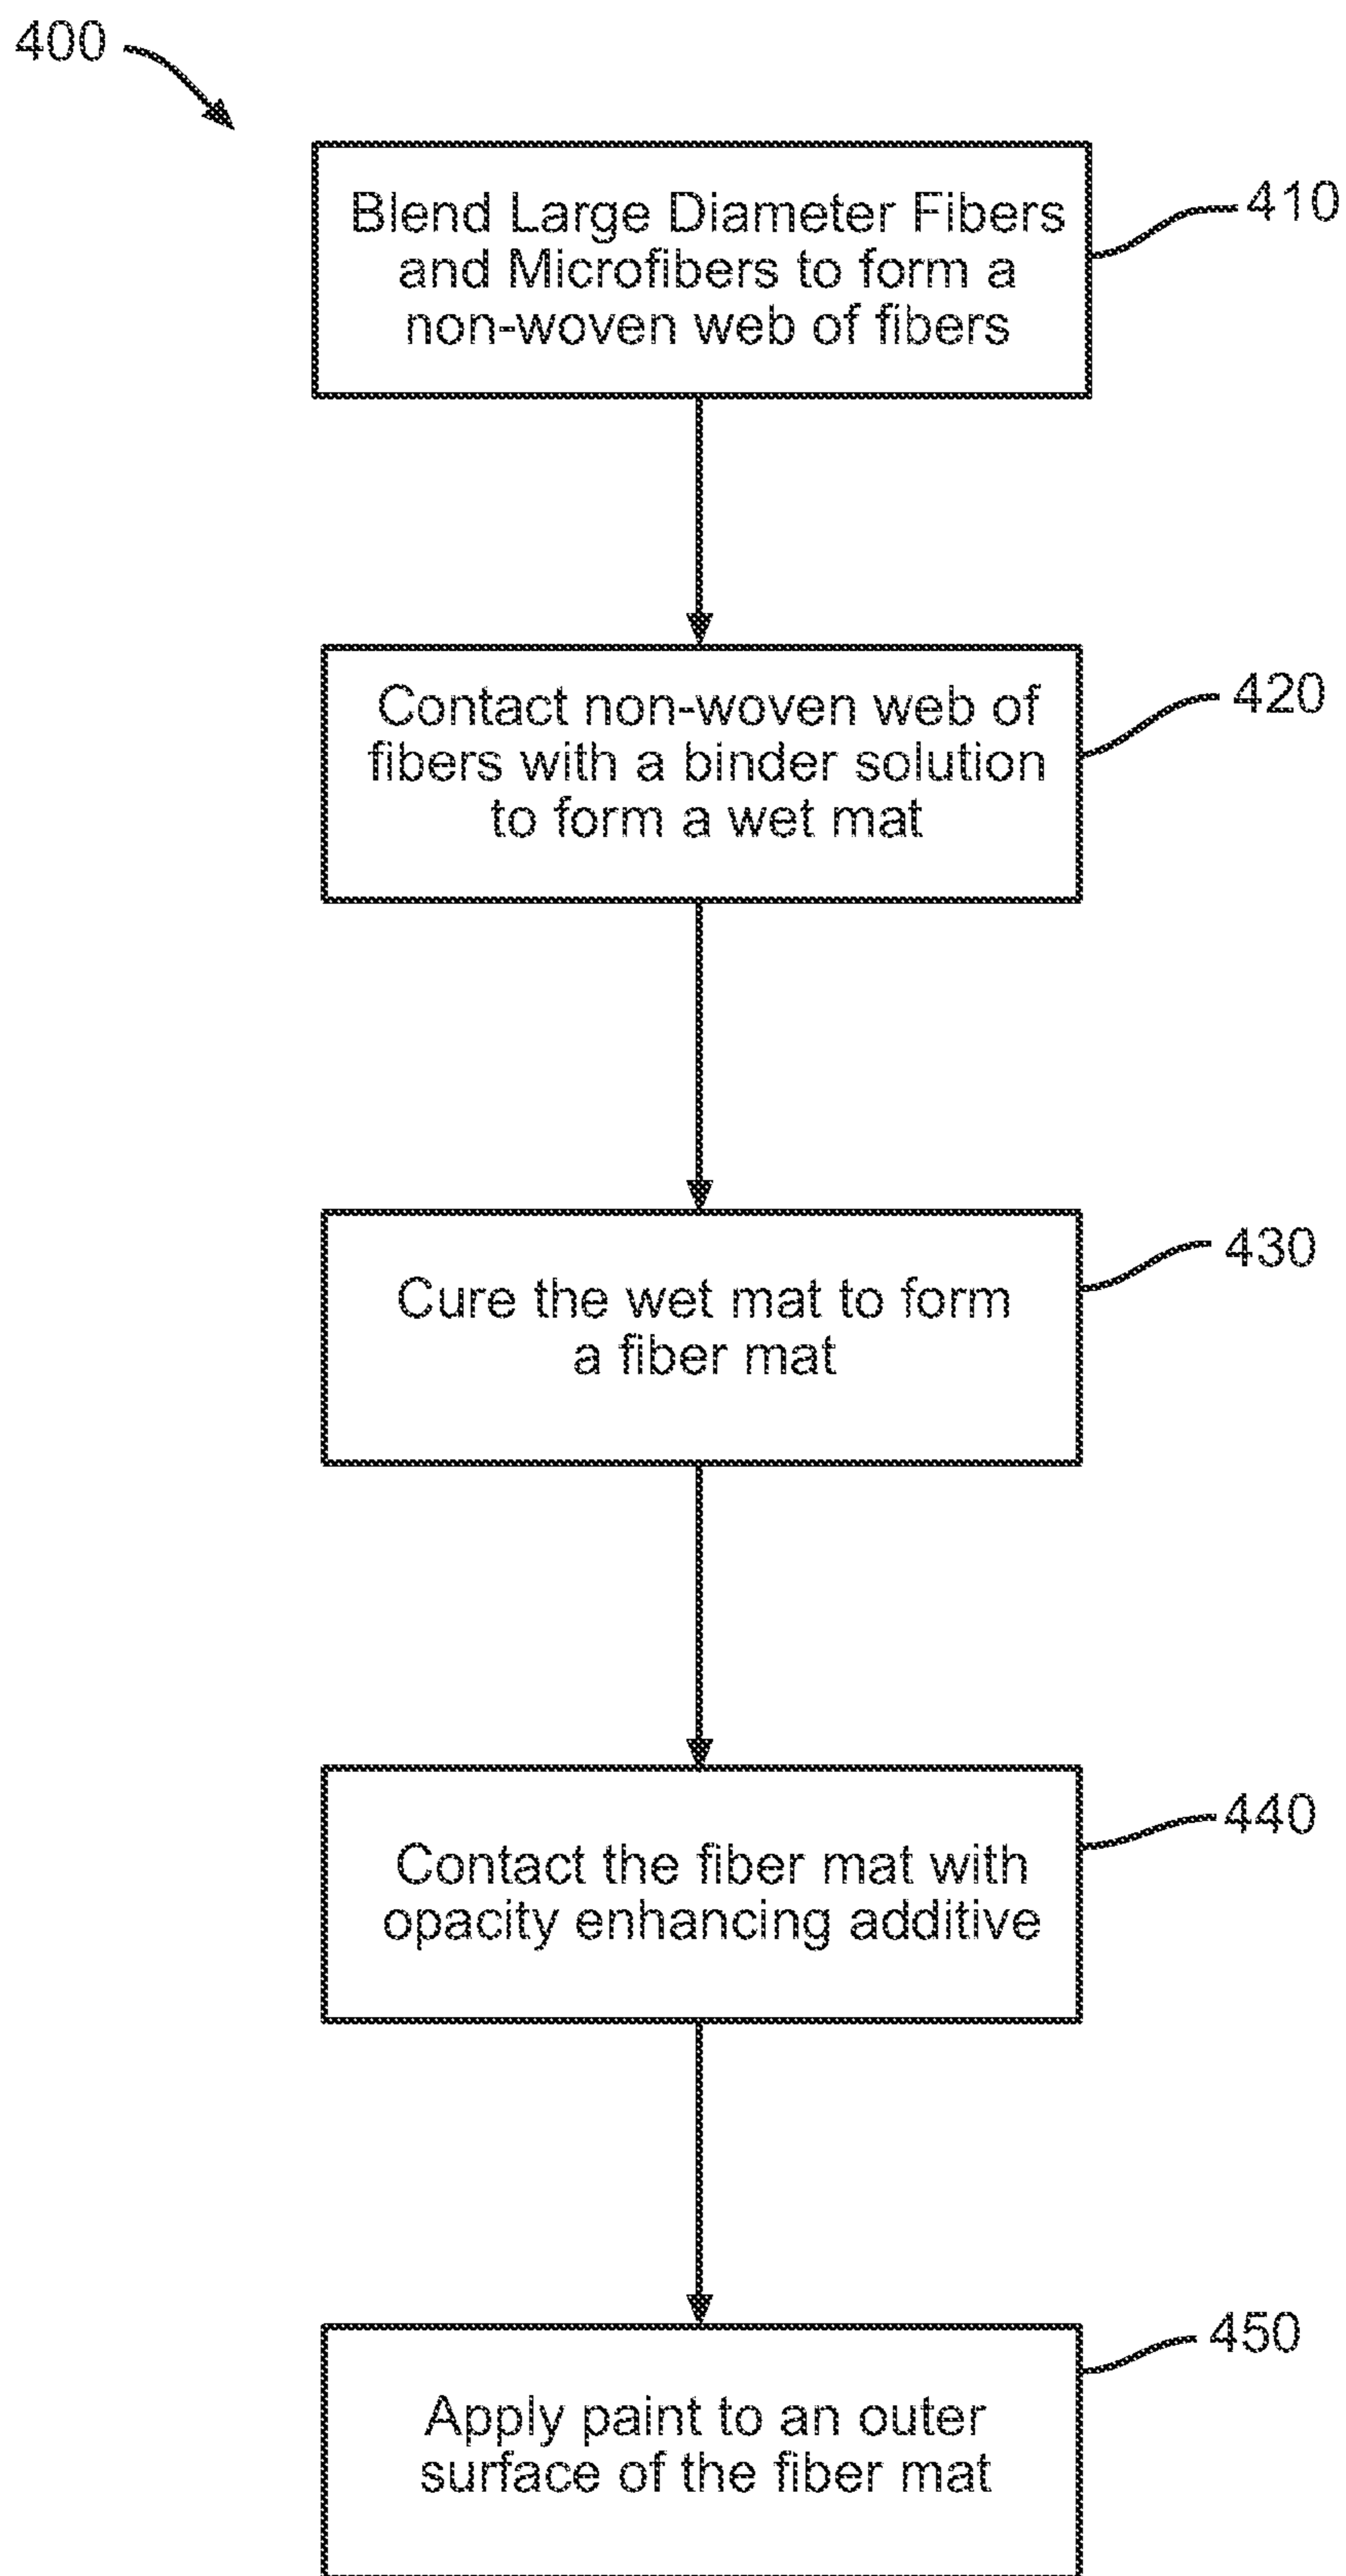 400
Blend Large Diameter Fibers
and Microfibers to form a
non-woven web of fibers
410
Contact non-woven web of
fibers with a binder solution
to form a wet mat
420
Cure the wet mat to form
a fiber mat
430
Contact the fiber mat with
opacity enhancing additive
440
Apply paint to an outer
surface of the fiber mat
450